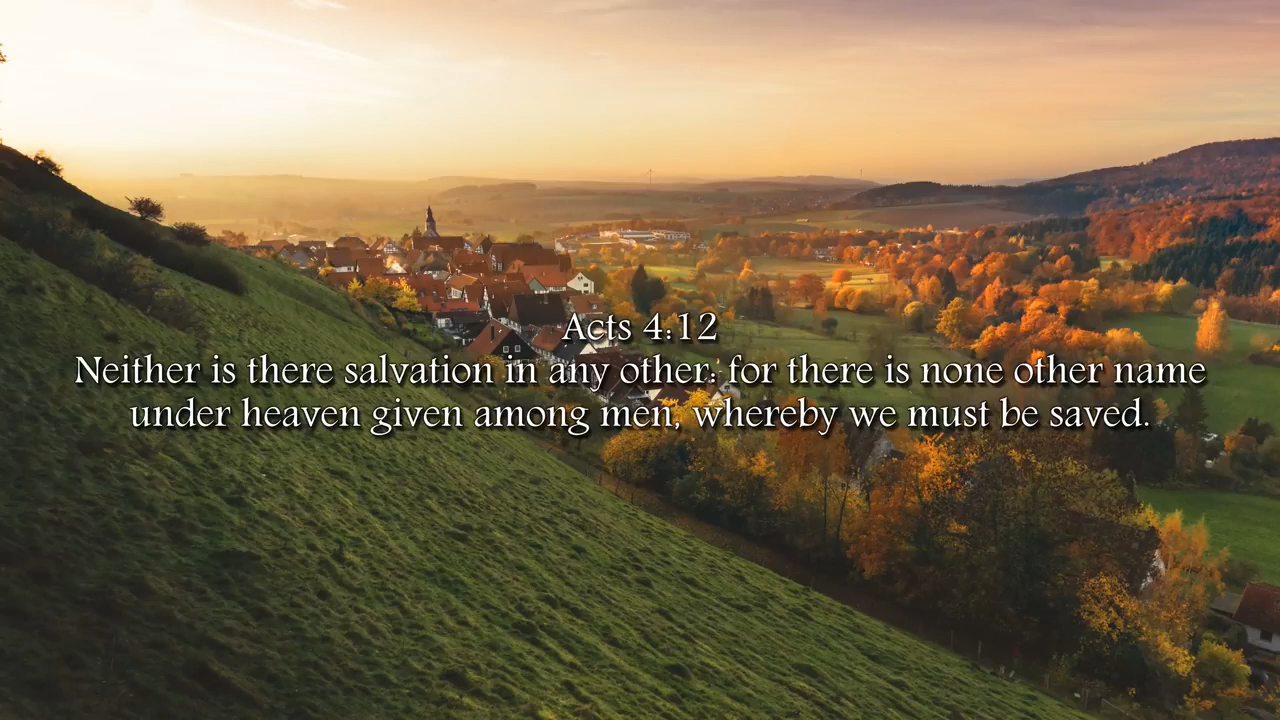 Acts 4:12
Neither is there salvation in any other: for there is none other name
under heaven given among men, whereby we must be saved.